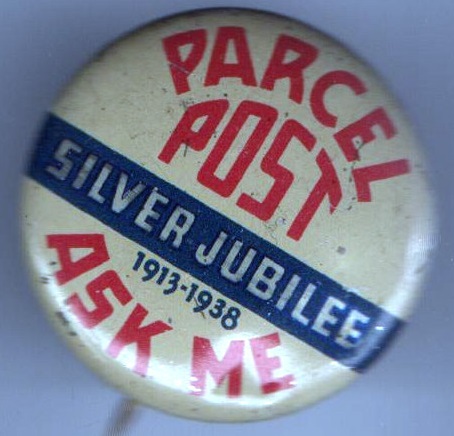 PARCEL
POST
SILVER JUBILEE
1913-1938
ASK ME